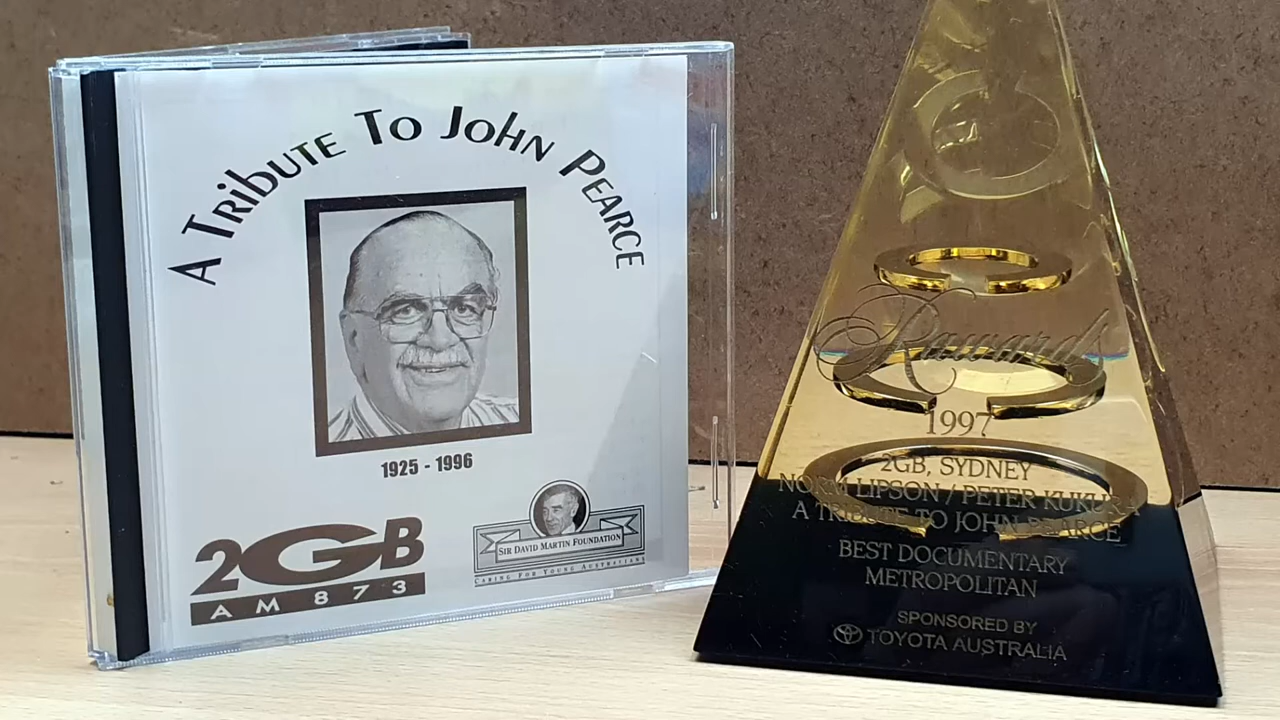 A TRIBUTE TO JOHN PEARCE
1925 - 1996
2GB
AM 873
SIR DAVID MARTIN FOUNDATION
CARING FOR YOUNG AUSTRALIANS
Rawards
1997
2GB, SYDNEY
NORM LIPSON / PETER KUKURA
A TRIBUTE TO JOHN PEARCE
BEST DOCUMENTARY
METROPOLITAN
SPONSORED BY
TOYOTA AUSTRALIA